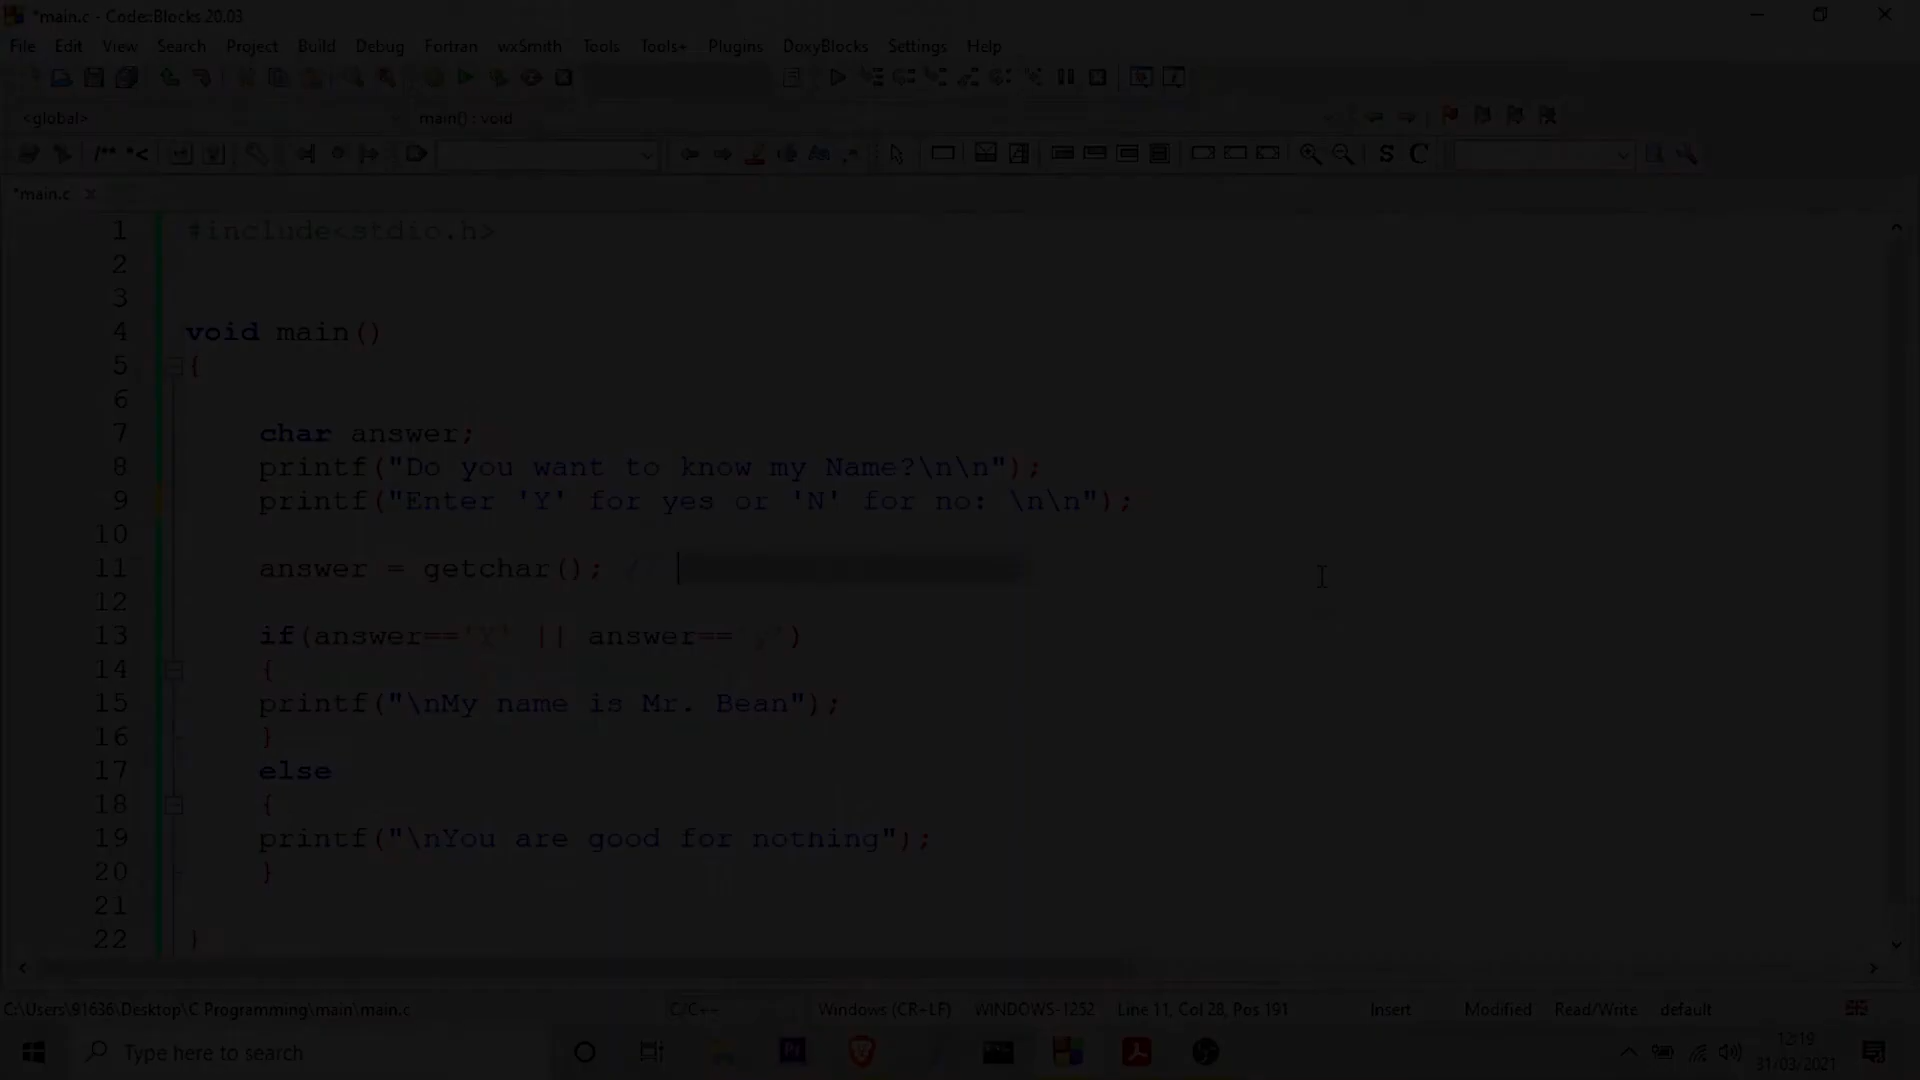 *main.c - Code::Blocks 20.03
File Edit View Search Project Build Debug Fortran wxSmith Tools Tools+ Plugins DoxyBlocks Settings Help
<global> main() : void
/** *< S C
*main.c
1 #include<stdio.h>
2
3
4 void main()
5 {
6
7 char answer;
8 printf("Do you want to know my Name?\n\n");
9 printf("Enter 'Y' for yes or 'N' for no: \n\n");
10
11 answer = getchar(); //
12
13 if(answer=='Y' || answer=='y')
14 {
15 printf("\nMy name is Mr. Bean");
16 }
17 else
18 {
19 printf("\nYou are good for nothing");
20 }
21
22 }
C:\Users\91636\Desktop\C Programming\main\main.c C/C++ Windows (CR+LF) WINDOWS-1252 Line 11, Col 28, Pos 191 Insert Modified Read/Write default
Type here to search 12:19
31/03/2021